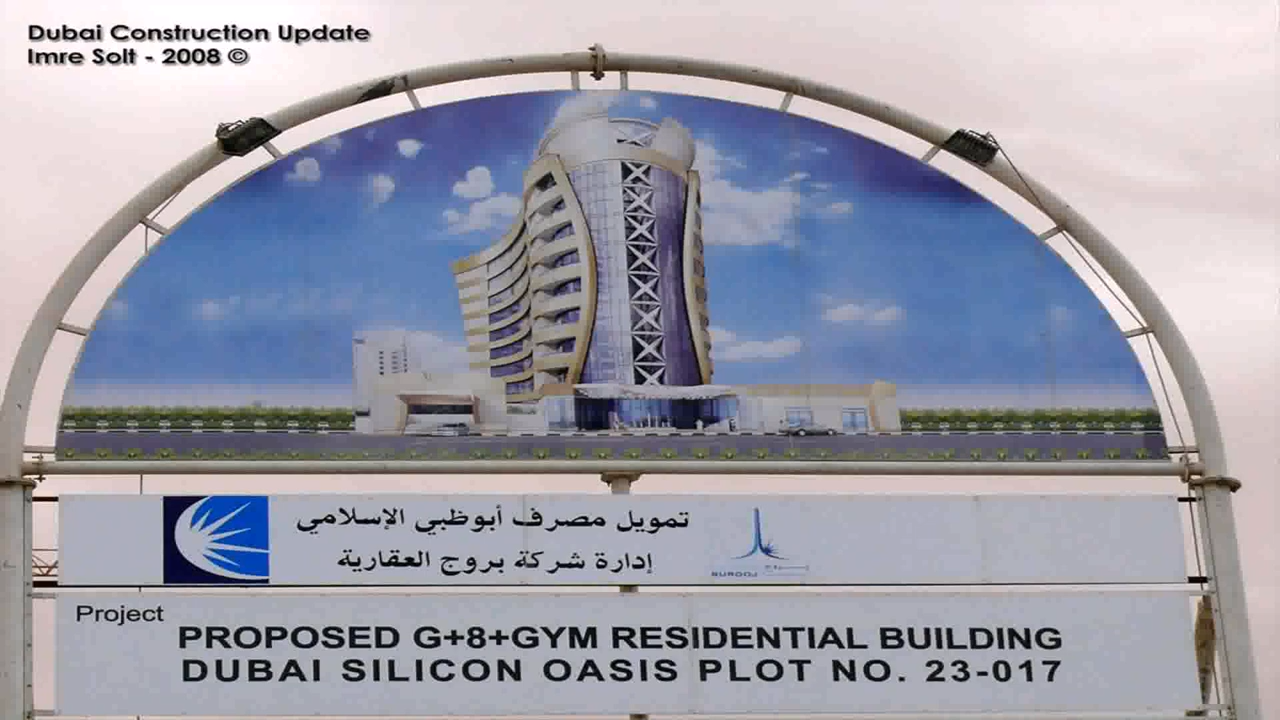 Dubai Construction Update
Imre Solt - 2008 ©
تمويل مصرف أبوظبي الإسلامي
إدارة شركة بروج العقارية
BUROOJ بروج
Project
PROPOSED G+8+GYM RESIDENTIAL BUILDING
DUBAI SILICON OASIS PLOT NO. 23-017